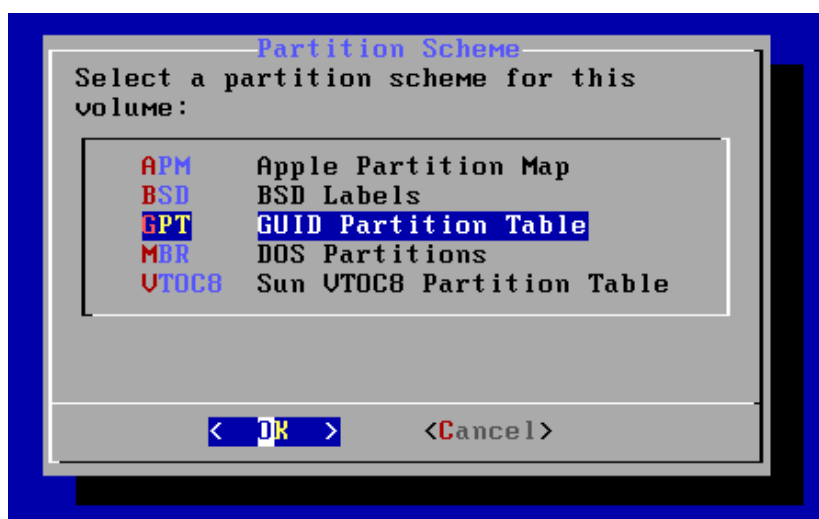 Partition Scheme
Select a partition scheme for this
volume:
APM Apple Partition Map
BSD BSD Labels
GPT GUID Partition Table
MBR DOS Partitions
VTOC8 Sun VTOC8 Partition Table
< OK > <Cancel>